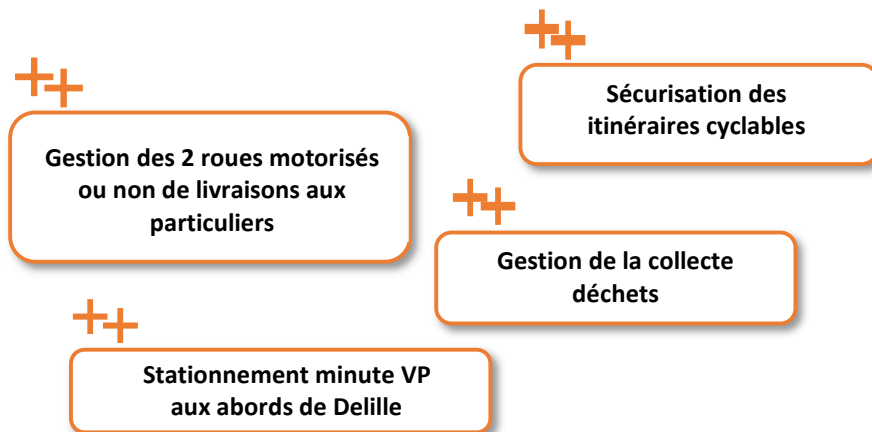 Sécurisation des
itinéraires cyclables
Gestion des 2 roues motorisés
ou non de livraisons aux
particuliers
Gestion de la collecte
déchets
Stationnement minute VP
aux abords de Delille